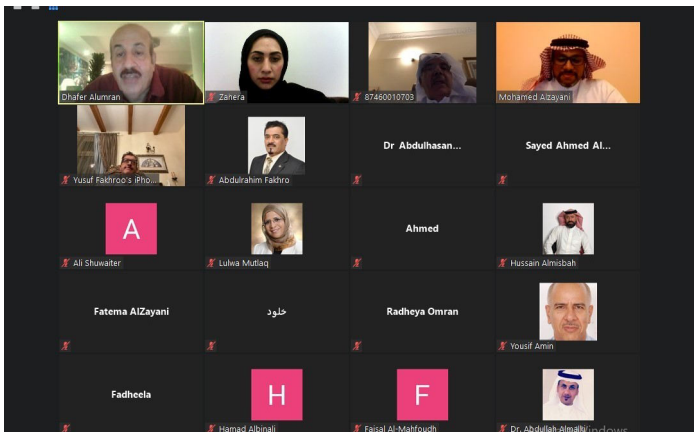 Dhafer Alumran
Zahera
87460010703
Mohamed Alzayani
Yusuf Fakhroo's iPho...
Abdulrahim Fakhro
Dr Abdulhasan...
Sayed Ahmed Al...
A
Ali Shuwaiter
Lulwa Mutlaq
Ahmed
Hussain Almisbah
Fatema AlZayani
خلود
Radheya Omran
Yousif Amin
Fadheela
H
Hamad Albinali
F
Faisal Al-Mahfoudh
Dr. Abdullah Almalki
Windows